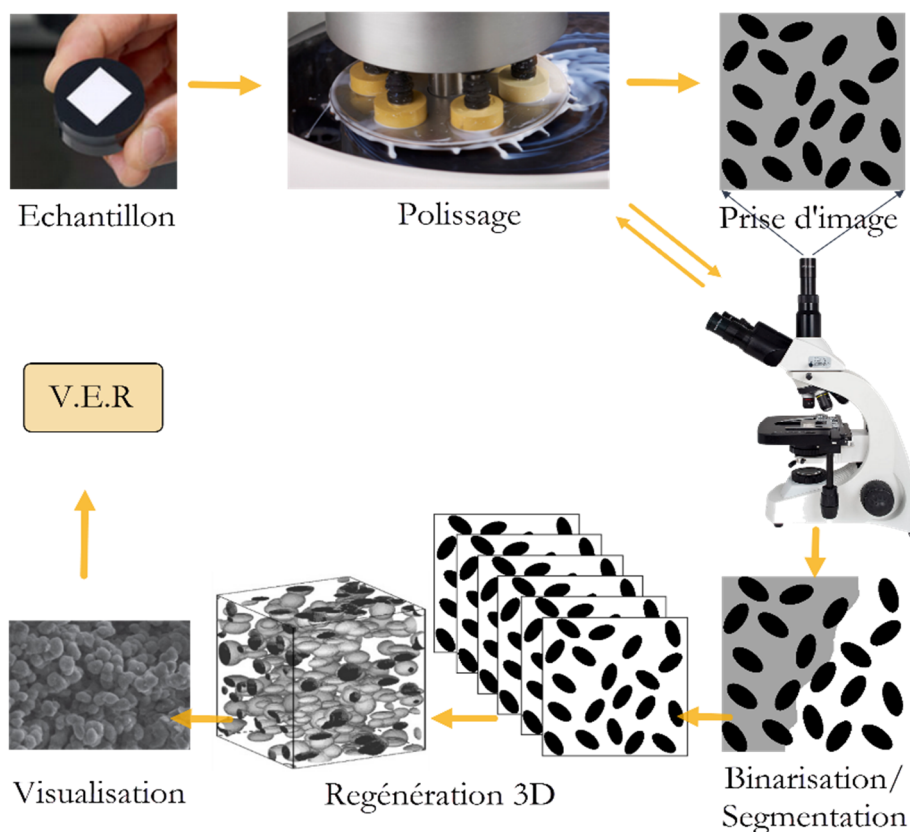 Echantillon
Polissage
Prise d'image
V.E.R
Binarisation/
Segmentation
Regénération 3D
Visualisation